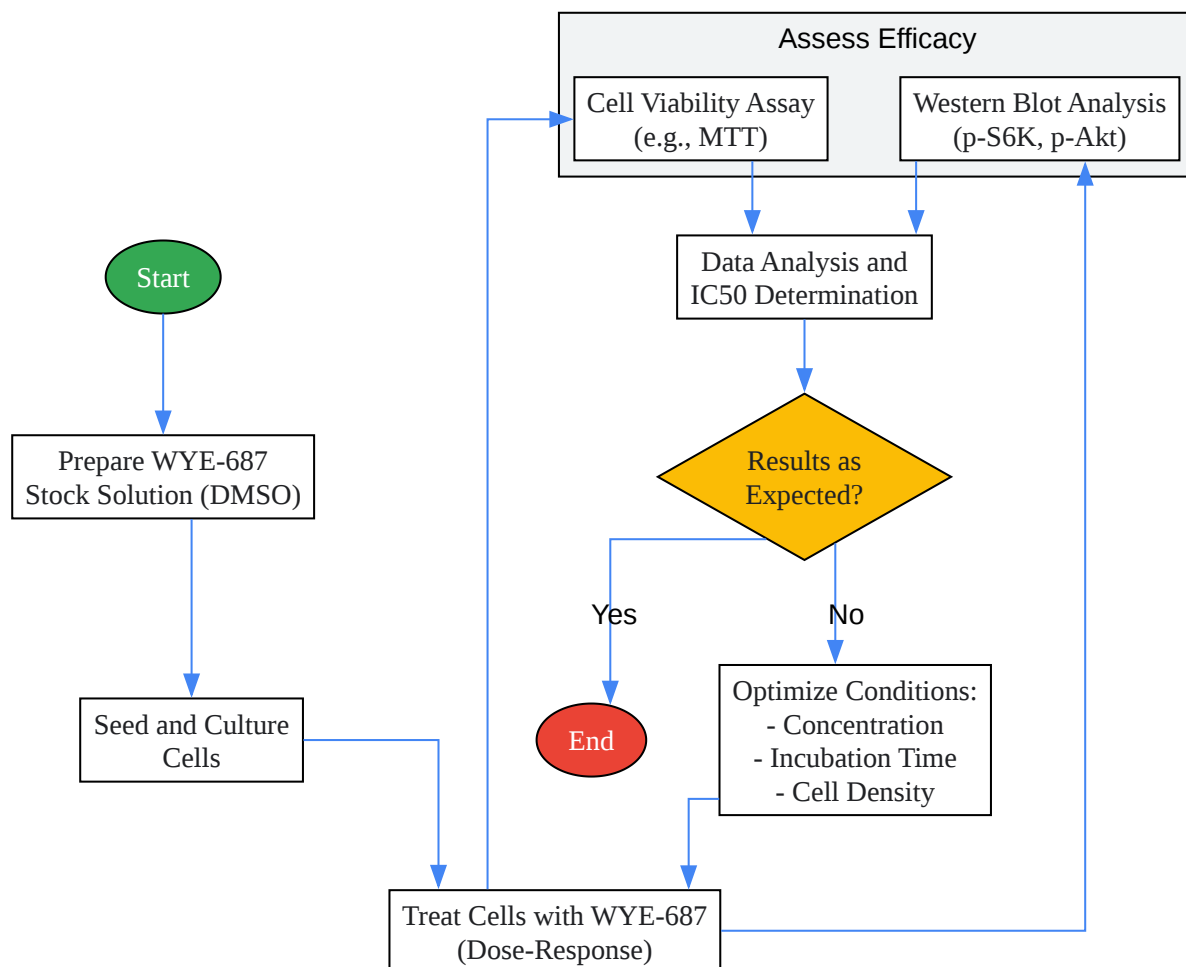 Assess Efficacy
Cell Viability Assay
(e.g., MTT)
Western Blot Analysis
(p-S6K, p-Akt)
Start
Data Analysis and
IC50 Determination
Prepare WYE-687
Stock Solution (DMSO)
Results as
Expected?
Yes
No
Seed and Culture
Cells
End
Optimize Conditions:
- Concentration
- Incubation Time
- Cell Density
Treat Cells with WYE-687
(Dose-Response)